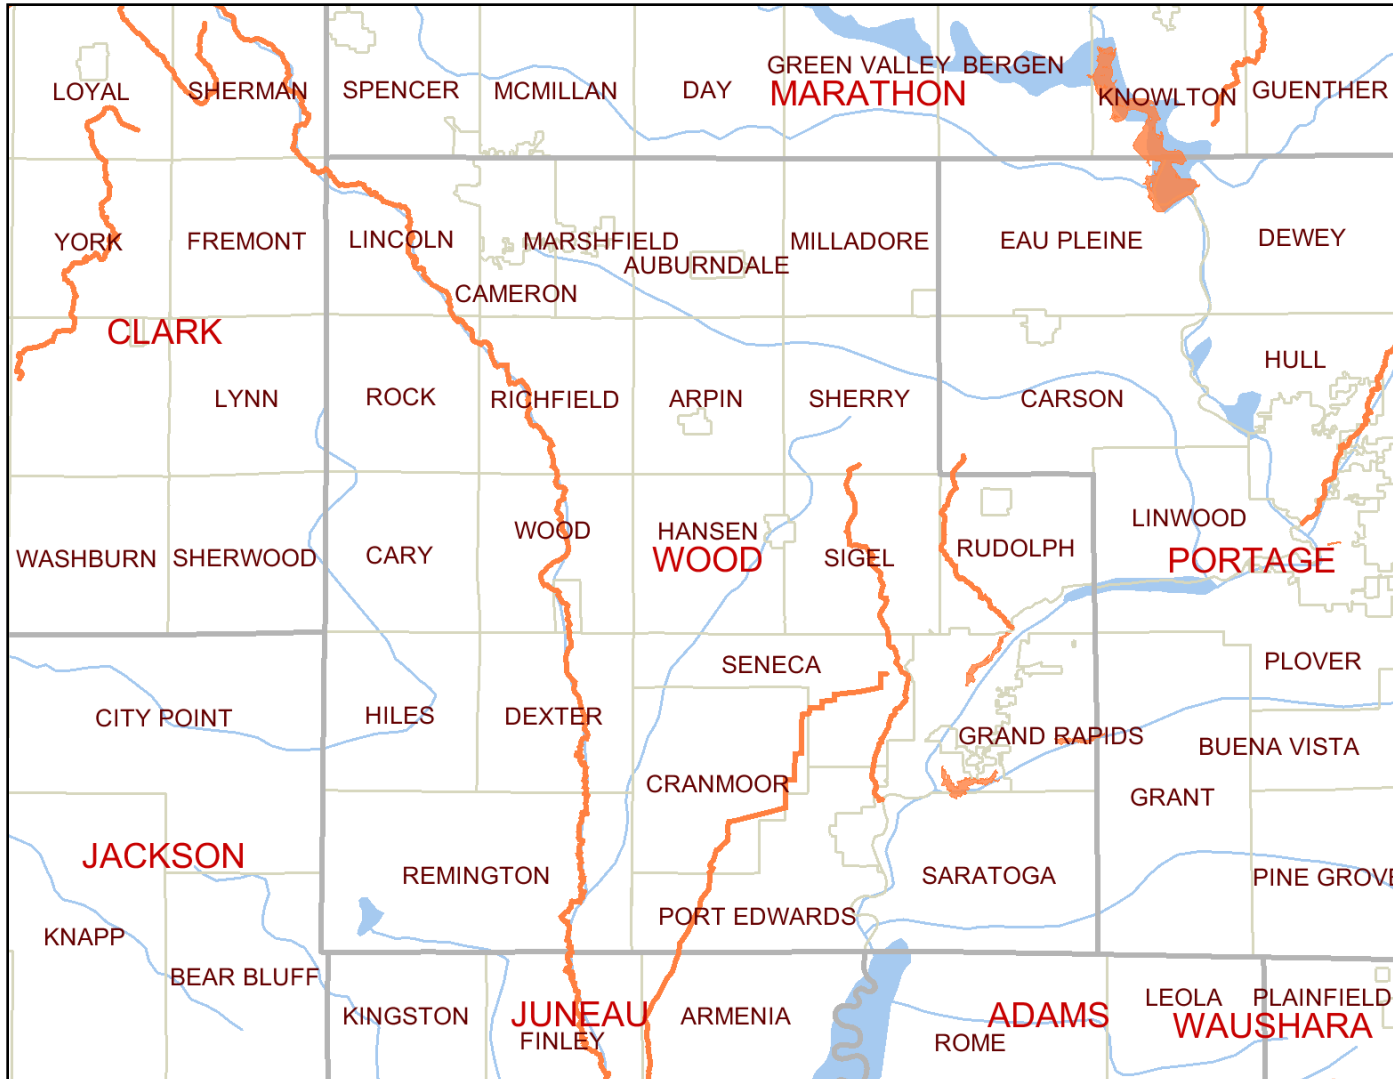 GREEN VALLEY BERGEN
LOYAL SHERMAN SPENCER MCMILLAN DAY MARATHON KNOWLTON GUENTHER
YORK FREMONT LINCOLN MARSHFIELD MILLADORE EAU PLEINE DEWEY
AUBURNDALE
CAMERON
CLARK
HULL
LYNN ROCK RICHFIELD ARPIN SHERRY CARSON
LINWOOD
WOOD HANSEN
WASHBURN SHERWOOD CARY WOOD SIGEL RUDOLPH PORTAGE
SENECA PLOVER
CITY POINT HILES DEXTER
GRAND RAPIDS BUENA VISTA
CRANMOOR GRANT
JACKSON
REMINGTON SARATOGA PINE GROVE
PORT EDWARDS
KNAPP
BEAR BLUFF
LEOLA PLAINFIELD
KINGSTON JUNEAU ARMENIA ADAMS WAUSHARA
FINLEY ROME